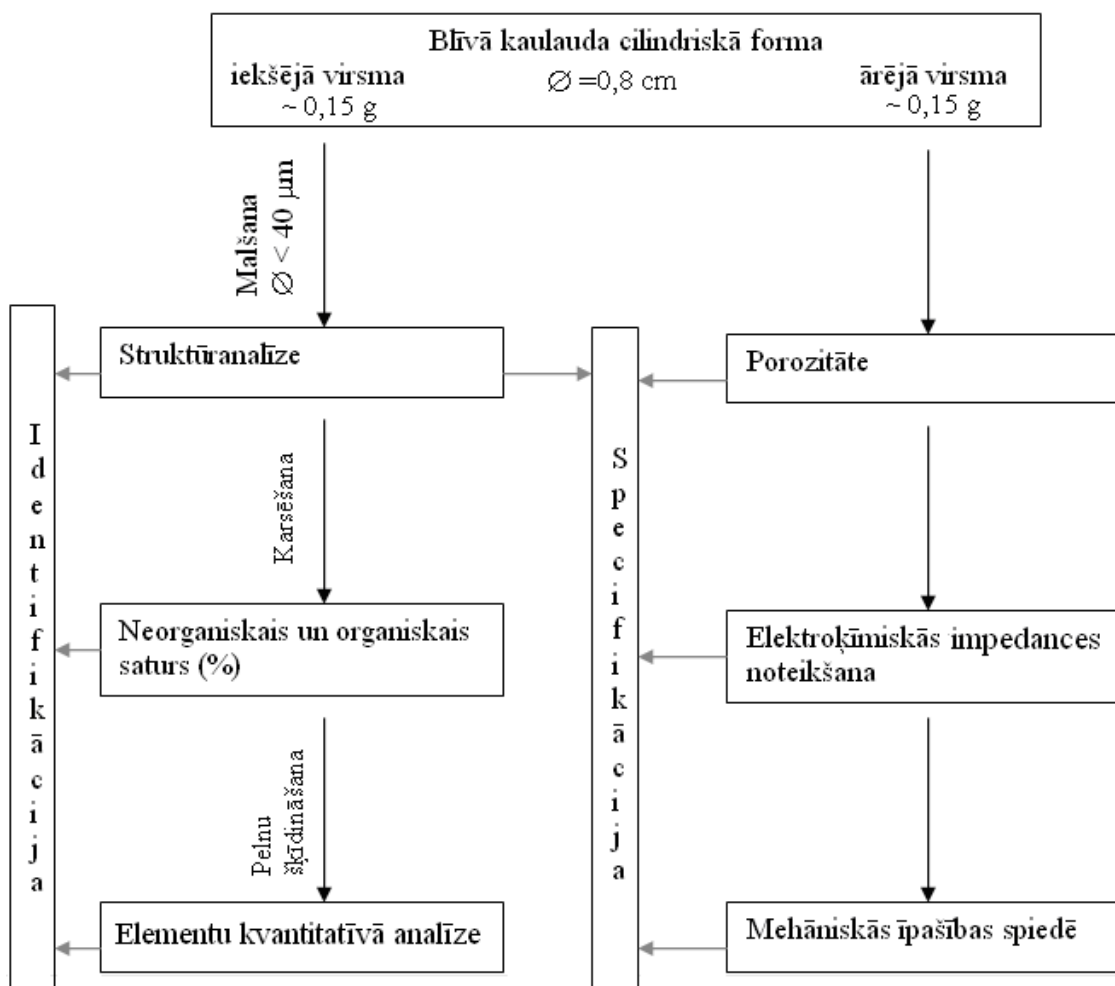 Blīvā kaulauda cilindriskā forma
iekšējā virsma
~ 0,15 g
∅ =0,8 cm
ārējā virsma
~ 0,15 g
Malšana
∅ < 40 μm
Struktūranalīze
Porozitāte
Karsēšana
Neorganiskais un organiskais
saturs (%)
Elektroķīmiskās impedances
noteikšana
Pelnu
šķīdināšana
Elementu kvantitatīvā analīze
Mehāniskās īpašības spiedē
Identifikācija
Specifikācija